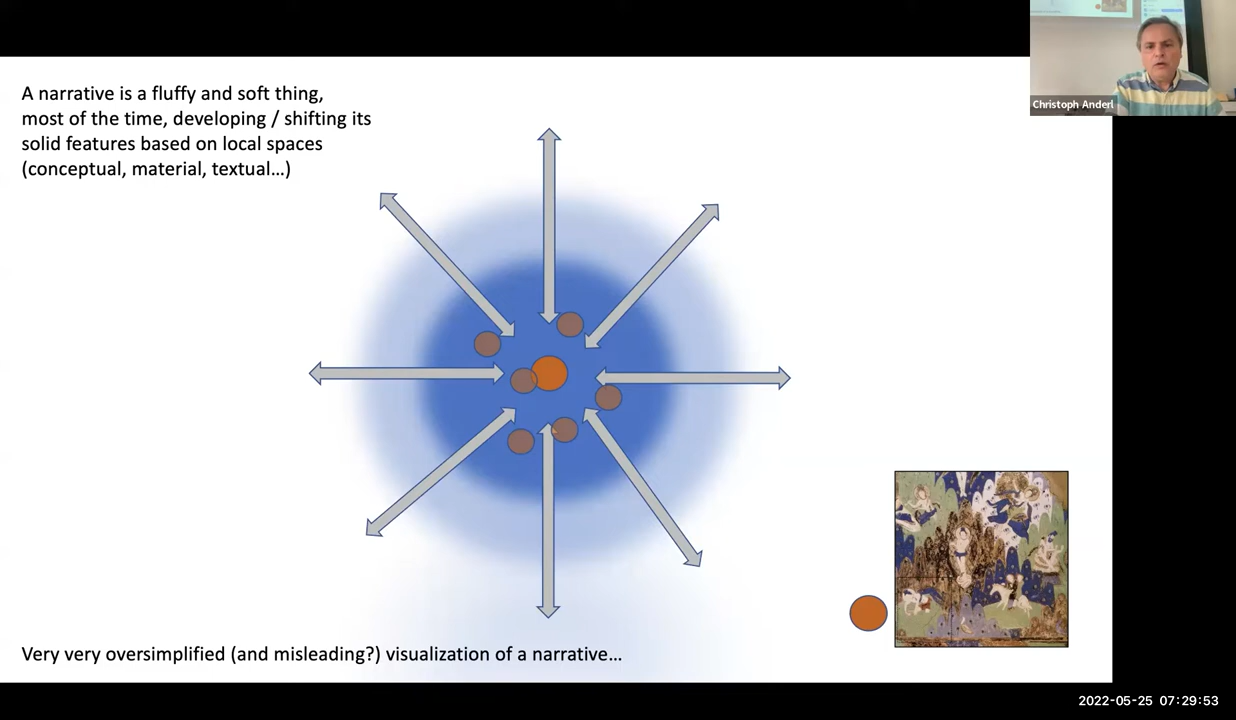 A narrative is a fluffy and soft thing,
most of the time, developing / shifting its
solid features based on local spaces
(conceptual, material, textual…)
Christoph Anderl
Very very oversimplified (and misleading?) visualization of a narrative…
2022-05-25 07:29:53